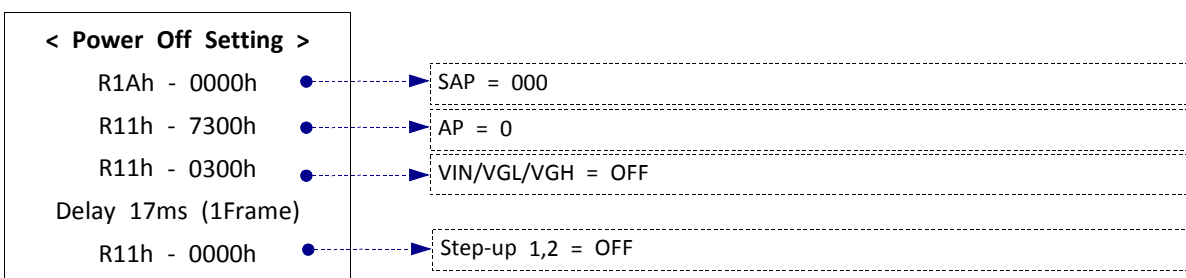 < Power Off Setting >
R1Ah - 0000h SAP = 000
R11h - 7300h AP = 0
R11h - 0300h VIN/VGL/VGH = OFF
Delay 17ms (1Frame)
R11h - 0000h Step-up 1,2 = OFF